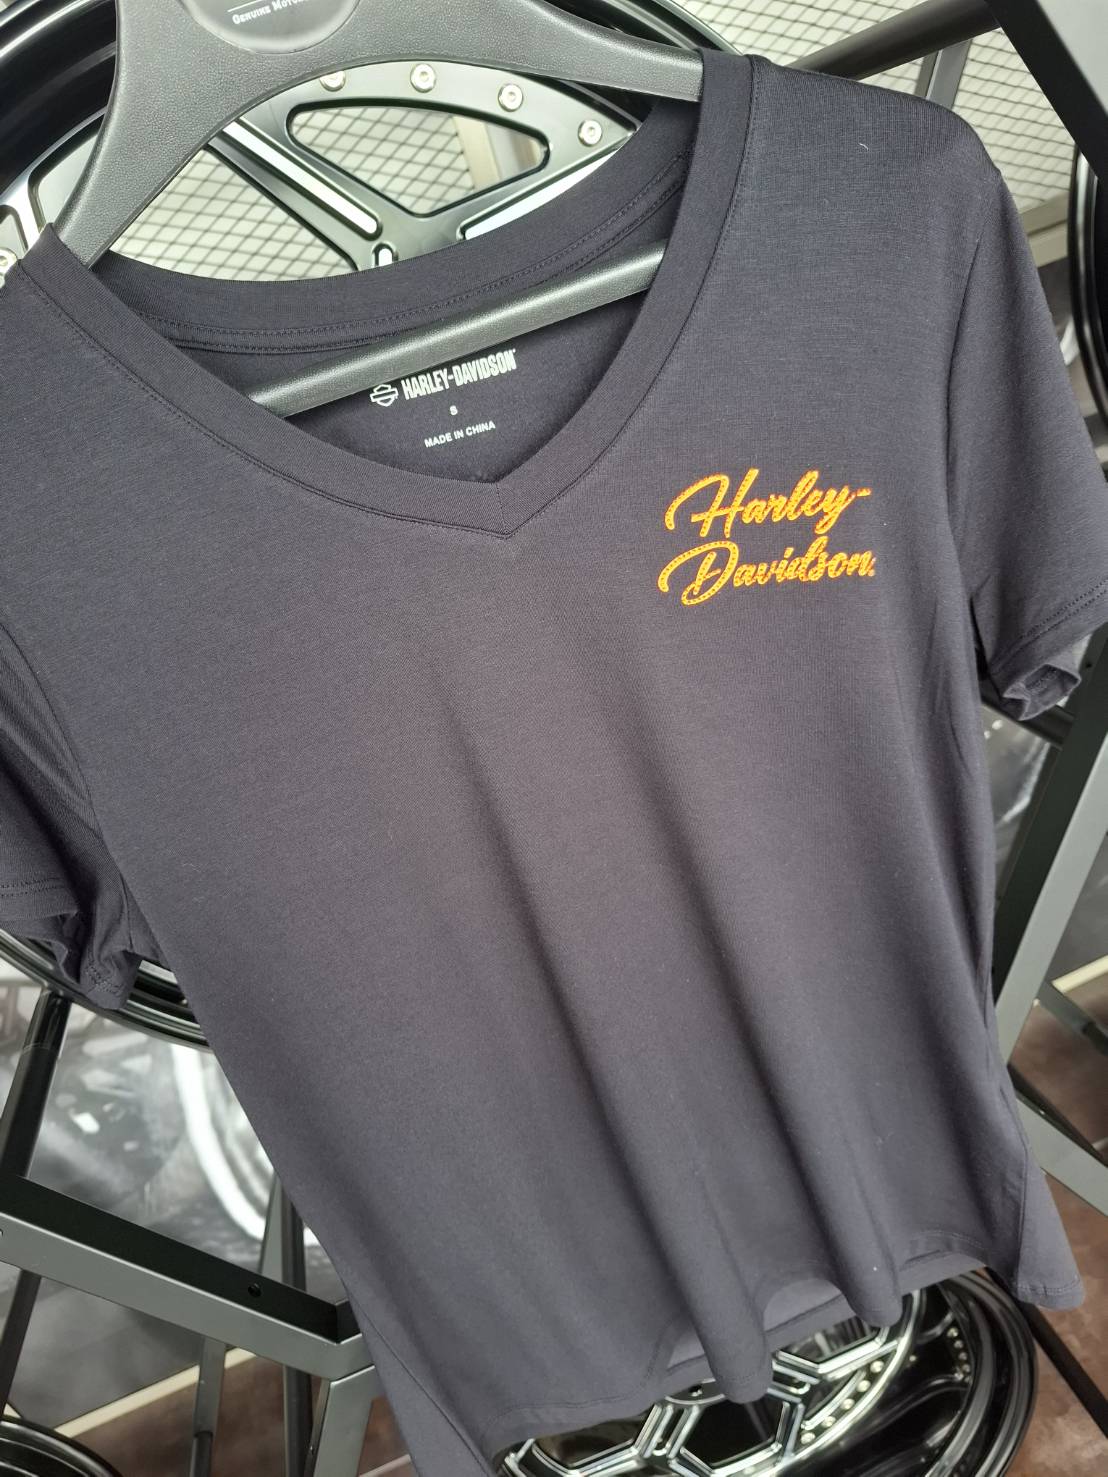 HARLEY-DAVIDSON
S
MADE IN CHINA
Harley-
Davidson.